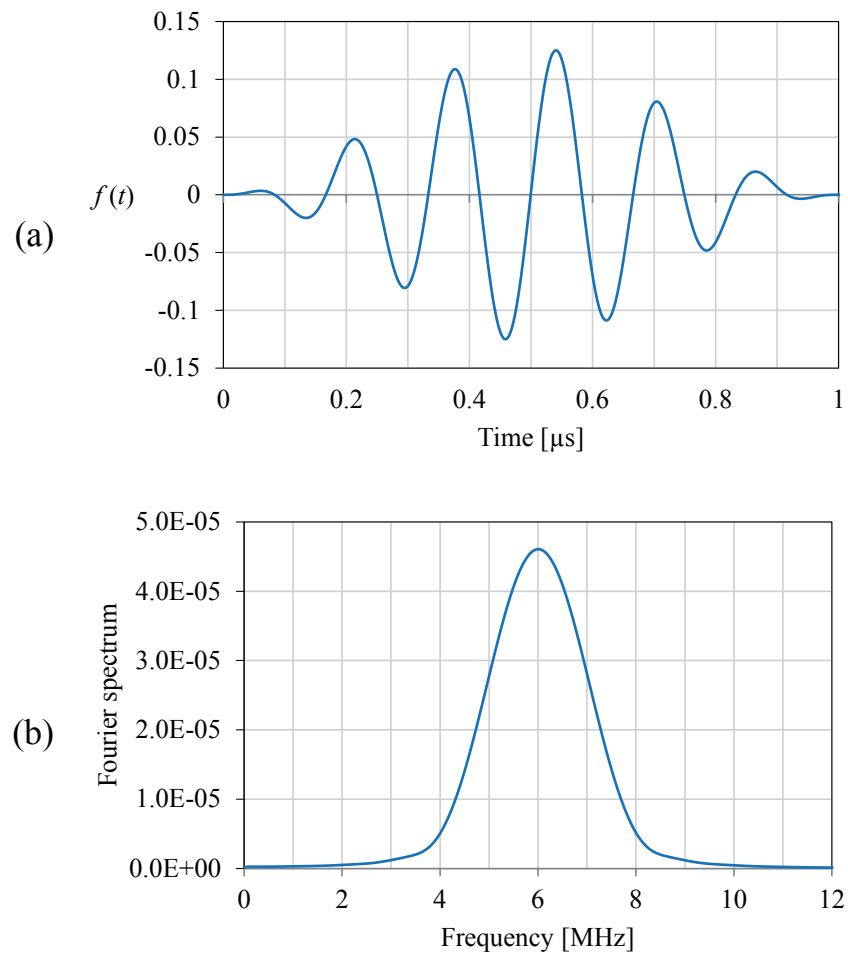 0.15
0.1
0.05
0
-0.05
-0.1
-0.15
f (t)
(a)
0 0.2 0.4 0.6 0.8 1
Time [µs]
5.0E-05
4.0E-05
3.0E-05
2.0E-05
1.0E-05
0.0E+00
Fourier spectrum
(b)
0 2 4 6 8 10 12
Frequency [MHz]